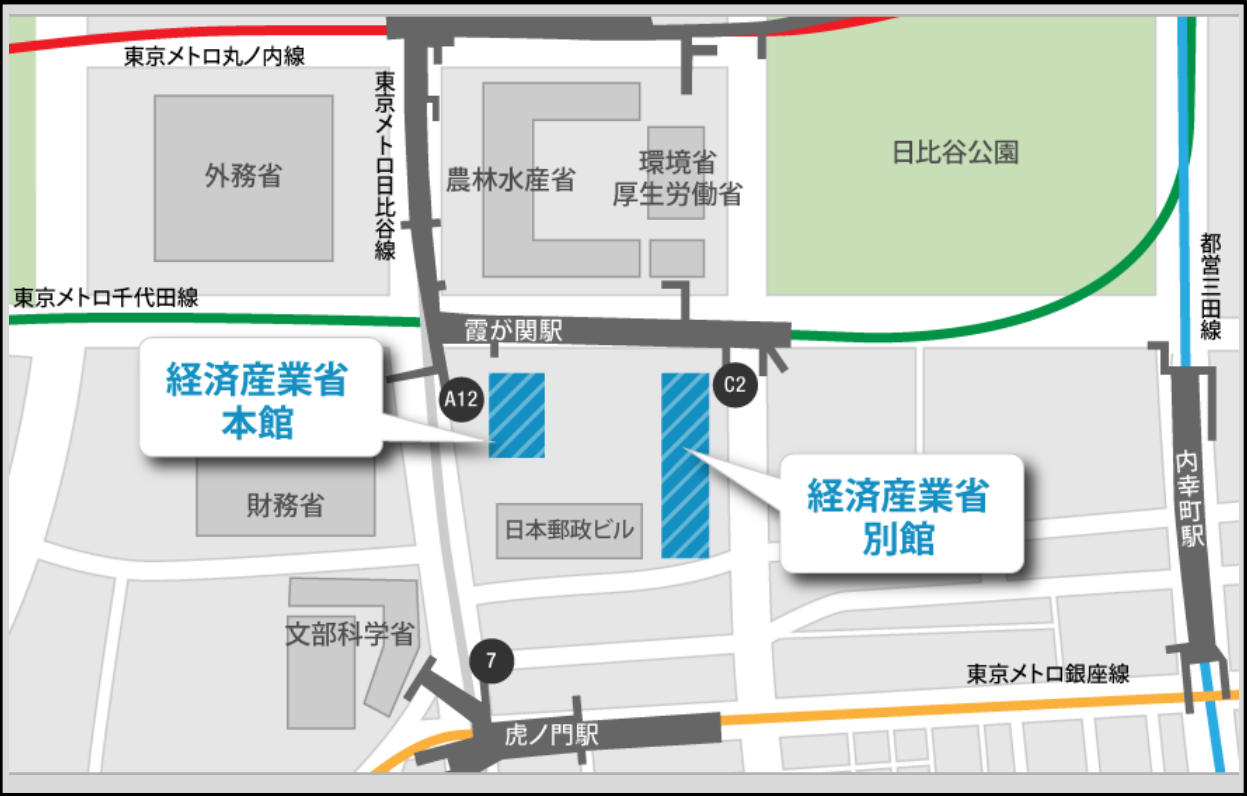 東京メトロ丸ノ内線
東京メトロ日比谷線
外務省
農林水産省
環境省
厚生労働省
日比谷公園
都営三田線
東京メトロ千代田線
霞が関駅
経済産業省
本館
A12
C2
経済産業省
別館
内幸町駅
財務省
日本郵政ビル
文部科学省
7
東京メトロ銀座線
虎ノ門駅